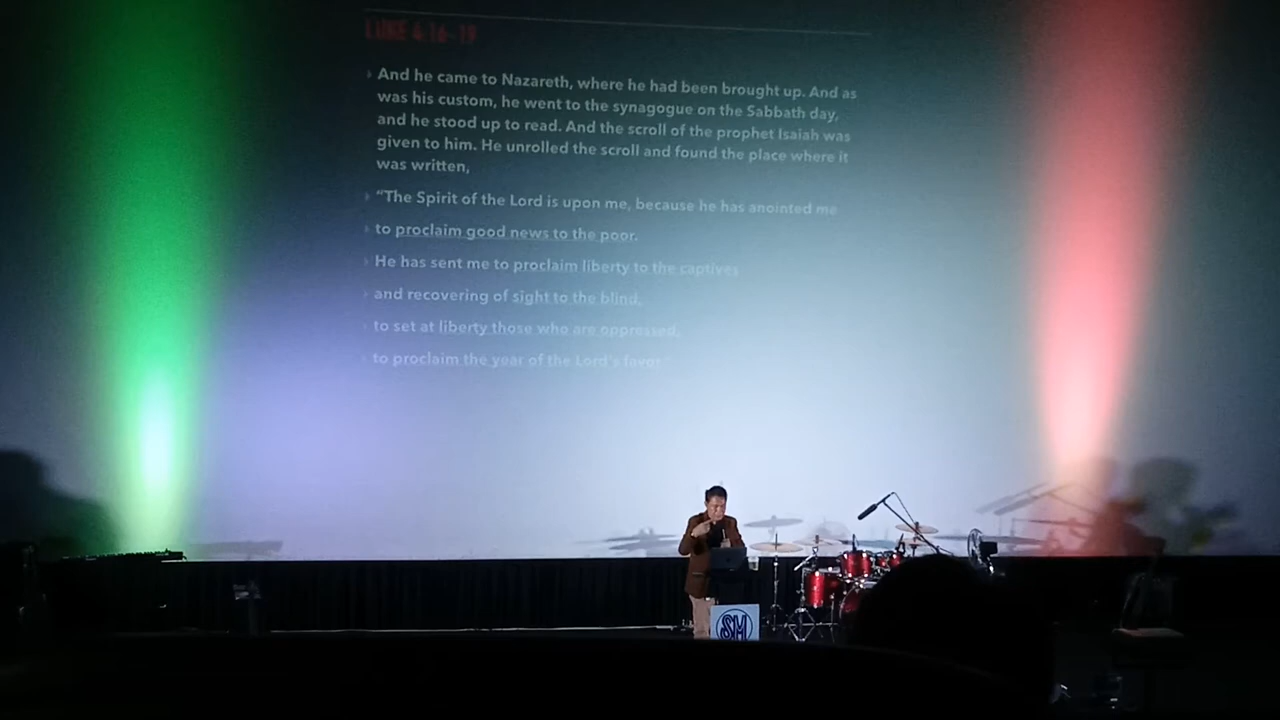 LUKE 4:16-19
And he came to Nazareth, where he had been brought up. And as
was his custom, he went to the synagogue on the Sabbath day,
and he stood up to read. And the scroll of the prophet Isaiah was
given to him. He unrolled the scroll and found the place where it
was written,
“The Spirit of the Lord is upon me, because he has anointed me
to proclaim good news to the poor.
He has sent me to proclaim liberty to the captives
and recovering of sight to the blind,
to set at liberty those who are oppressed,
to proclaim the year of the Lord's favor.”
SM